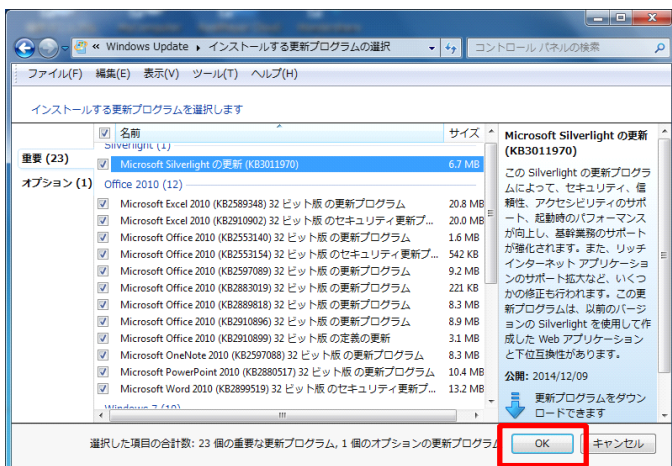 « Windows Update ▸ インストールする更新プログラムの選択
コントロール パネルの検索
ファイル(F) 編集(E) 表示(V) ツール(T) ヘルプ(H)
インストールする更新プログラムを選択します
重要 (23)
オプション (1)
名前 サイズ
Silverlight (1)
Microsoft Silverlight の更新 (KB3011970) 6.7 MB
Office 2010 (12)
Microsoft Excel 2010 (KB2589348) 32 ビット版 の更新プログラム 20.8 MB
Microsoft Excel 2010 (KB2910902) 32 ビット版 のセキュリティ更新プ... 20.0 MB
Microsoft Office 2010 (KB2553140) 32 ビット版 の更新プログラム 1.6 MB
Microsoft Office 2010 (KB2553154) 32 ビット版 のセキュリティ更新プ... 542 KB
Microsoft Office 2010 (KB2597089) 32 ビット版 の更新プログラム 9.2 MB
Microsoft Office 2010 (KB2883019) 32 ビット版 の更新プログラム 221 KB
Microsoft Office 2010 (KB2889818) 32 ビット版 の更新プログラム 8.3 MB
Microsoft Office 2010 (KB2910896) 32 ビット版 の更新プログラム 8.9 MB
Microsoft Office 2010 (KB2910899) 32 ビット版 の定義の更新 3.1 MB
Microsoft OneNote 2010 (KB2597088) 32 ビット版 の更新プログラム 8.3 MB
Microsoft PowerPoint 2010 (KB2880517) 32 ビット版 の更新プログラム 10.4 MB
Microsoft Word 2010 (KB2899519) 32 ビット版 のセキュリティ更新プ... 13.2 MB
Windows 7 (10)
Microsoft Silverlight の更新
(KB3011970)
この Silverlight の更新プログラ
ムによって、セキュリティ、信
頼性、アクセシビリティのサポ
ート、起動時のパフォーマンス
が向上し、基幹業務のサポート
が強化されます。また、リッチ
インターネット アプリケーショ
ンのサポート拡大など、いくつ
かの修正も行われます。この更
新プログラムは、以前のバージ
ョンの Silverlight を使用して作
成した Web アプリケーション
と下位互換性があります。
公開: 2014/12/09
更新プログラムをダウン
ロードできます
選択した項目の合計数: 23 個の重要な更新プログラム, 1 個のオプションの更新プログラム
OK
キャンセル